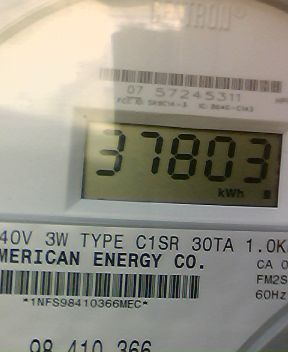 07 57245311
37803
kWh
40V 3W TYPE C1SR 30TA 1.0K
MERICAN ENERGY CO.
CA 0
FM2S
60Hz
*1NFS98410366MEC*
98 410 366